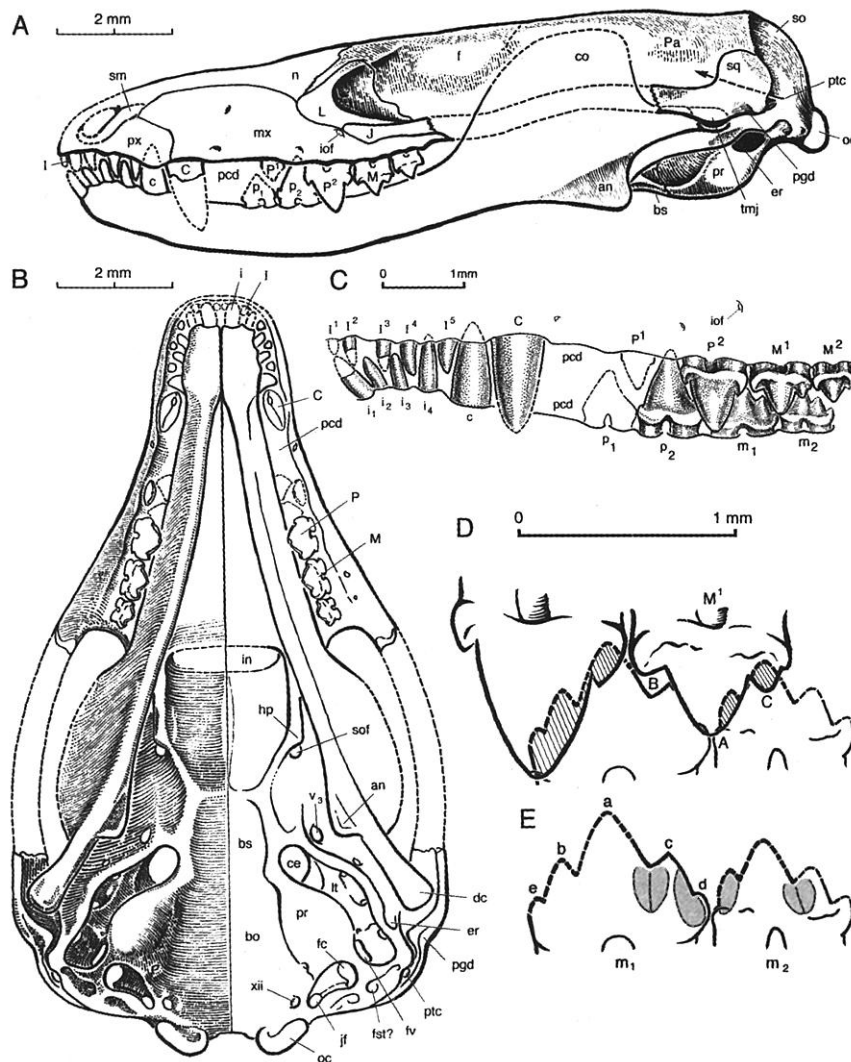 A
2 mm
so
sm
n
f
co
Pa
sq
ptc
L
px
mx
iof
J
I
c
C
pcd
P¹
p₁
p₂
P²
M
an
bs
pr
tmj
er
pgd
B
2 mm
i
I
C
pcd
P
M
in
hp
sof
an
v₃
bs
ce
lt
dc
pr
er
bo
fc
pgd
xii
ptc
jf
fst?
fv
oc
C
0 1mm
I¹ I² I³ I⁴ I⁵ C
pcd
P¹
iof
P²
M¹
M²
i₁ i₂ i₃ i₄ c
pcd
p₁
p₂
m₁
m₂
D
0 1 mm
M¹
B
A
C
E
a
b
c
e
d
m₁
m₂